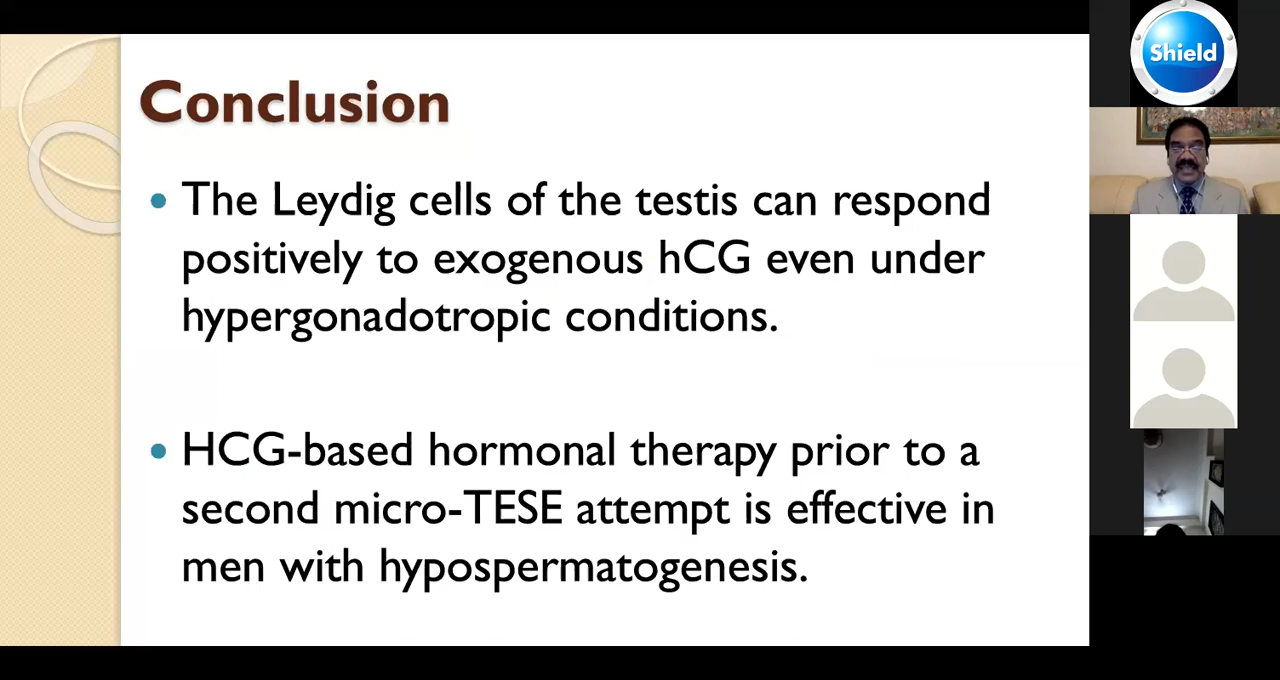 Conclusion
The Leydig cells of the testis can respond
positively to exogenous hCG even under
hypergonadotropic conditions.
HCG-based hormonal therapy prior to a
second micro-TESE attempt is effective in
men with hypospermatogenesis.
Shield